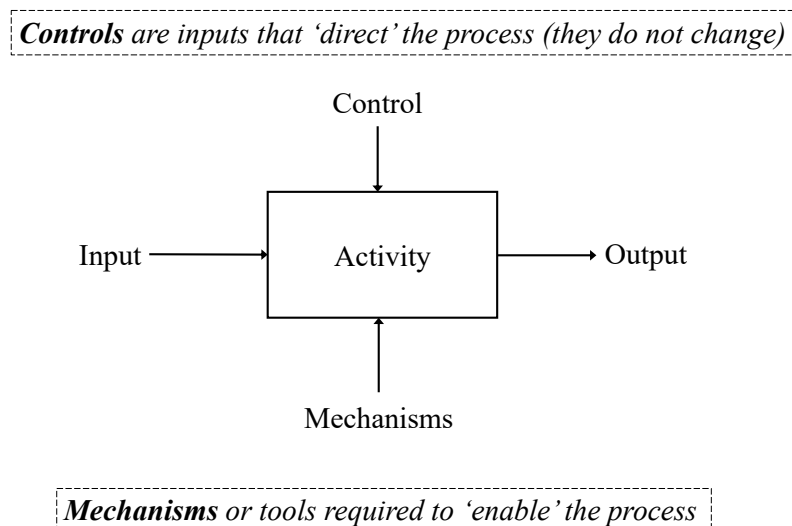 Controls are inputs that ‘direct’ the process (they do not change)
Control
Input
Activity
Output
Mechanisms
Mechanisms or tools required to ‘enable’ the process